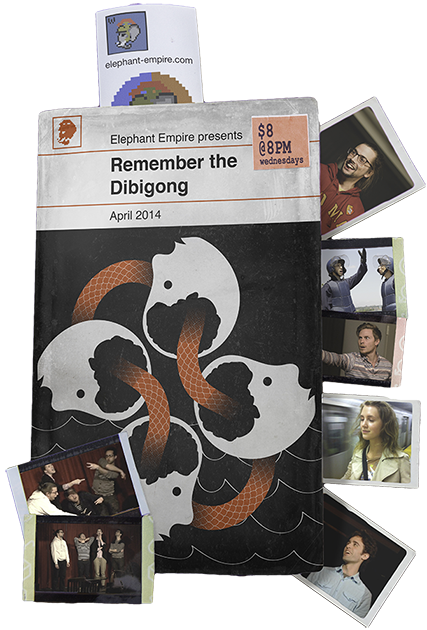 elephant-empire.com
Elephant Empire presents
Remember the
Dibigong
April 2014
$8
@8PM
wednesdays